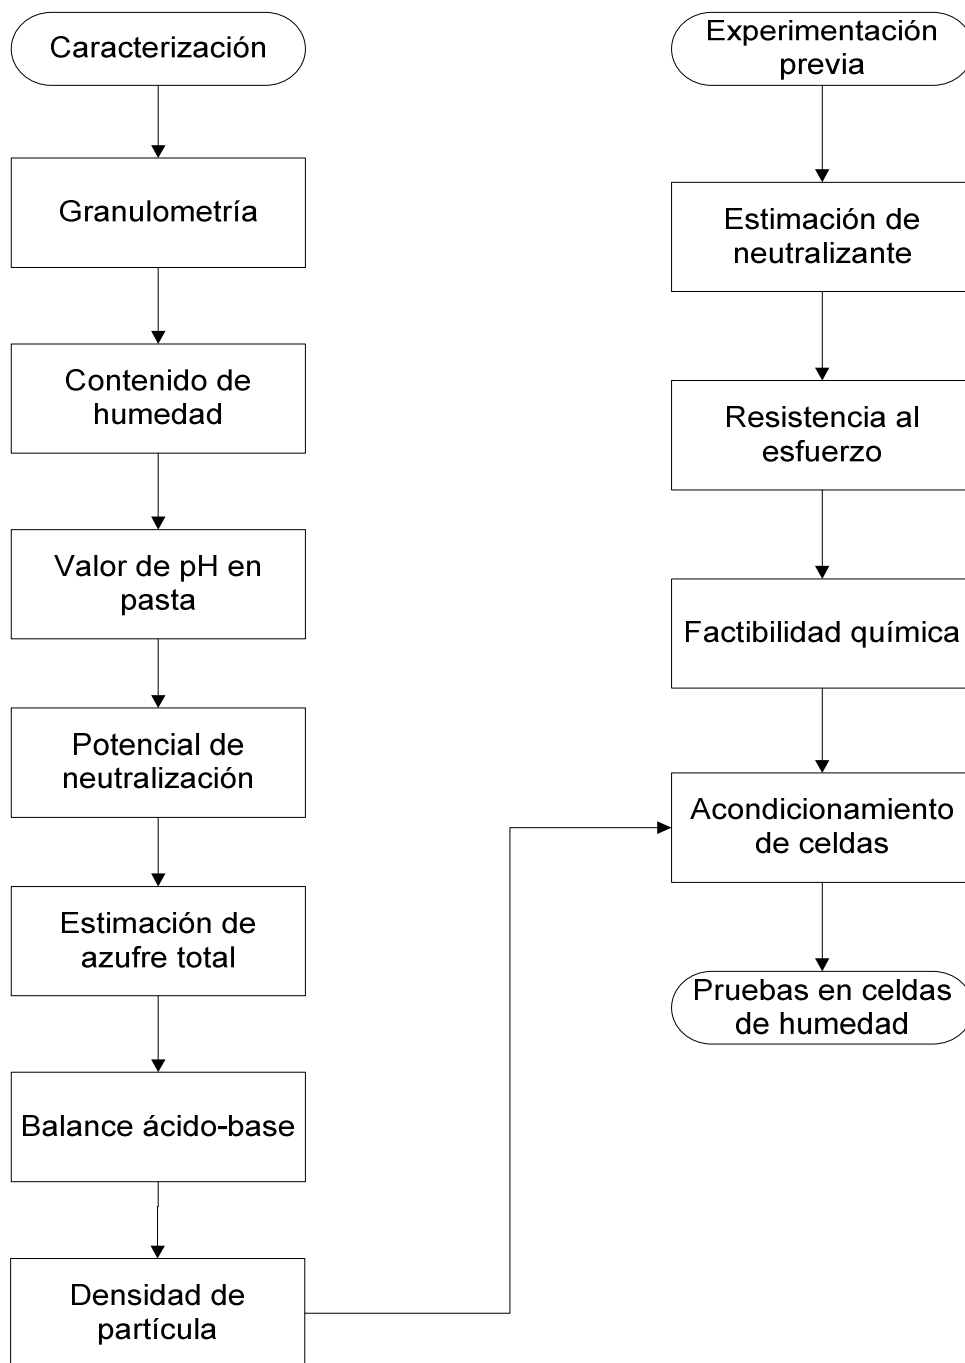 Caracterización
Granulometría
Contenido de
humedad
Valor de pH en
pasta
Potencial de
neutralización
Estimación de
azufre total
Balance ácido-base
Densidad de
partícula
Experimentación
previa
Estimación de
neutralizante
Resistencia al
esfuerzo
Factibilidad química
Acondicionamiento
de celdas
Pruebas en celdas
de humedad